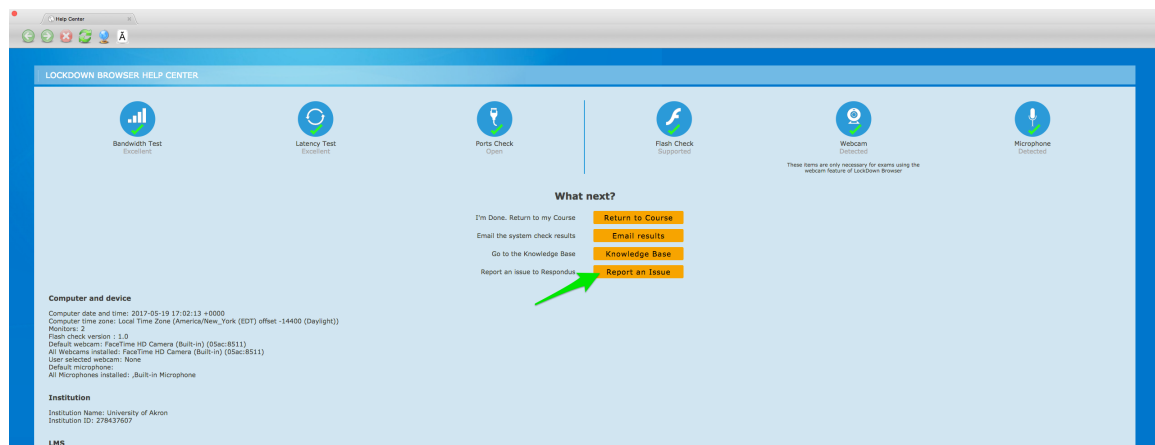 Help Center
LOCKDOWN BROWSER HELP CENTER
Bandwidth Test
Excellent
Latency Test
Excellent
Ports Check
Open
Flash Check
Supported
Webcam
Detected
These items are only necessary for exams using the
webcam feature of LockDown Browser
Microphone
Detected
What next?
I'm Done. Return to my Course Return to Course
Email the system check results Email results
Go to the Knowledge Base Knowledge Base
Report an issue to Respondus Report an Issue
Computer and device
Computer date and time: 2017-05-19 17:02:13 +0000
Computer time zone: Local Time Zone (America/New_York (EDT) offset -14400 (Daylight))
Monitors: 2
Flash check version : 1.0
Default webcam: FaceTime HD Camera (Built-in) (05ac:8511)
All Webcams installed: FaceTime HD Camera (Built-in) (05ac:8511)
User selected webcam: None
Default microphone:
All Microphones installed: ,Built-in Microphone
Institution
Institution Name: University of Akron
Institution ID: 278437607
LMS